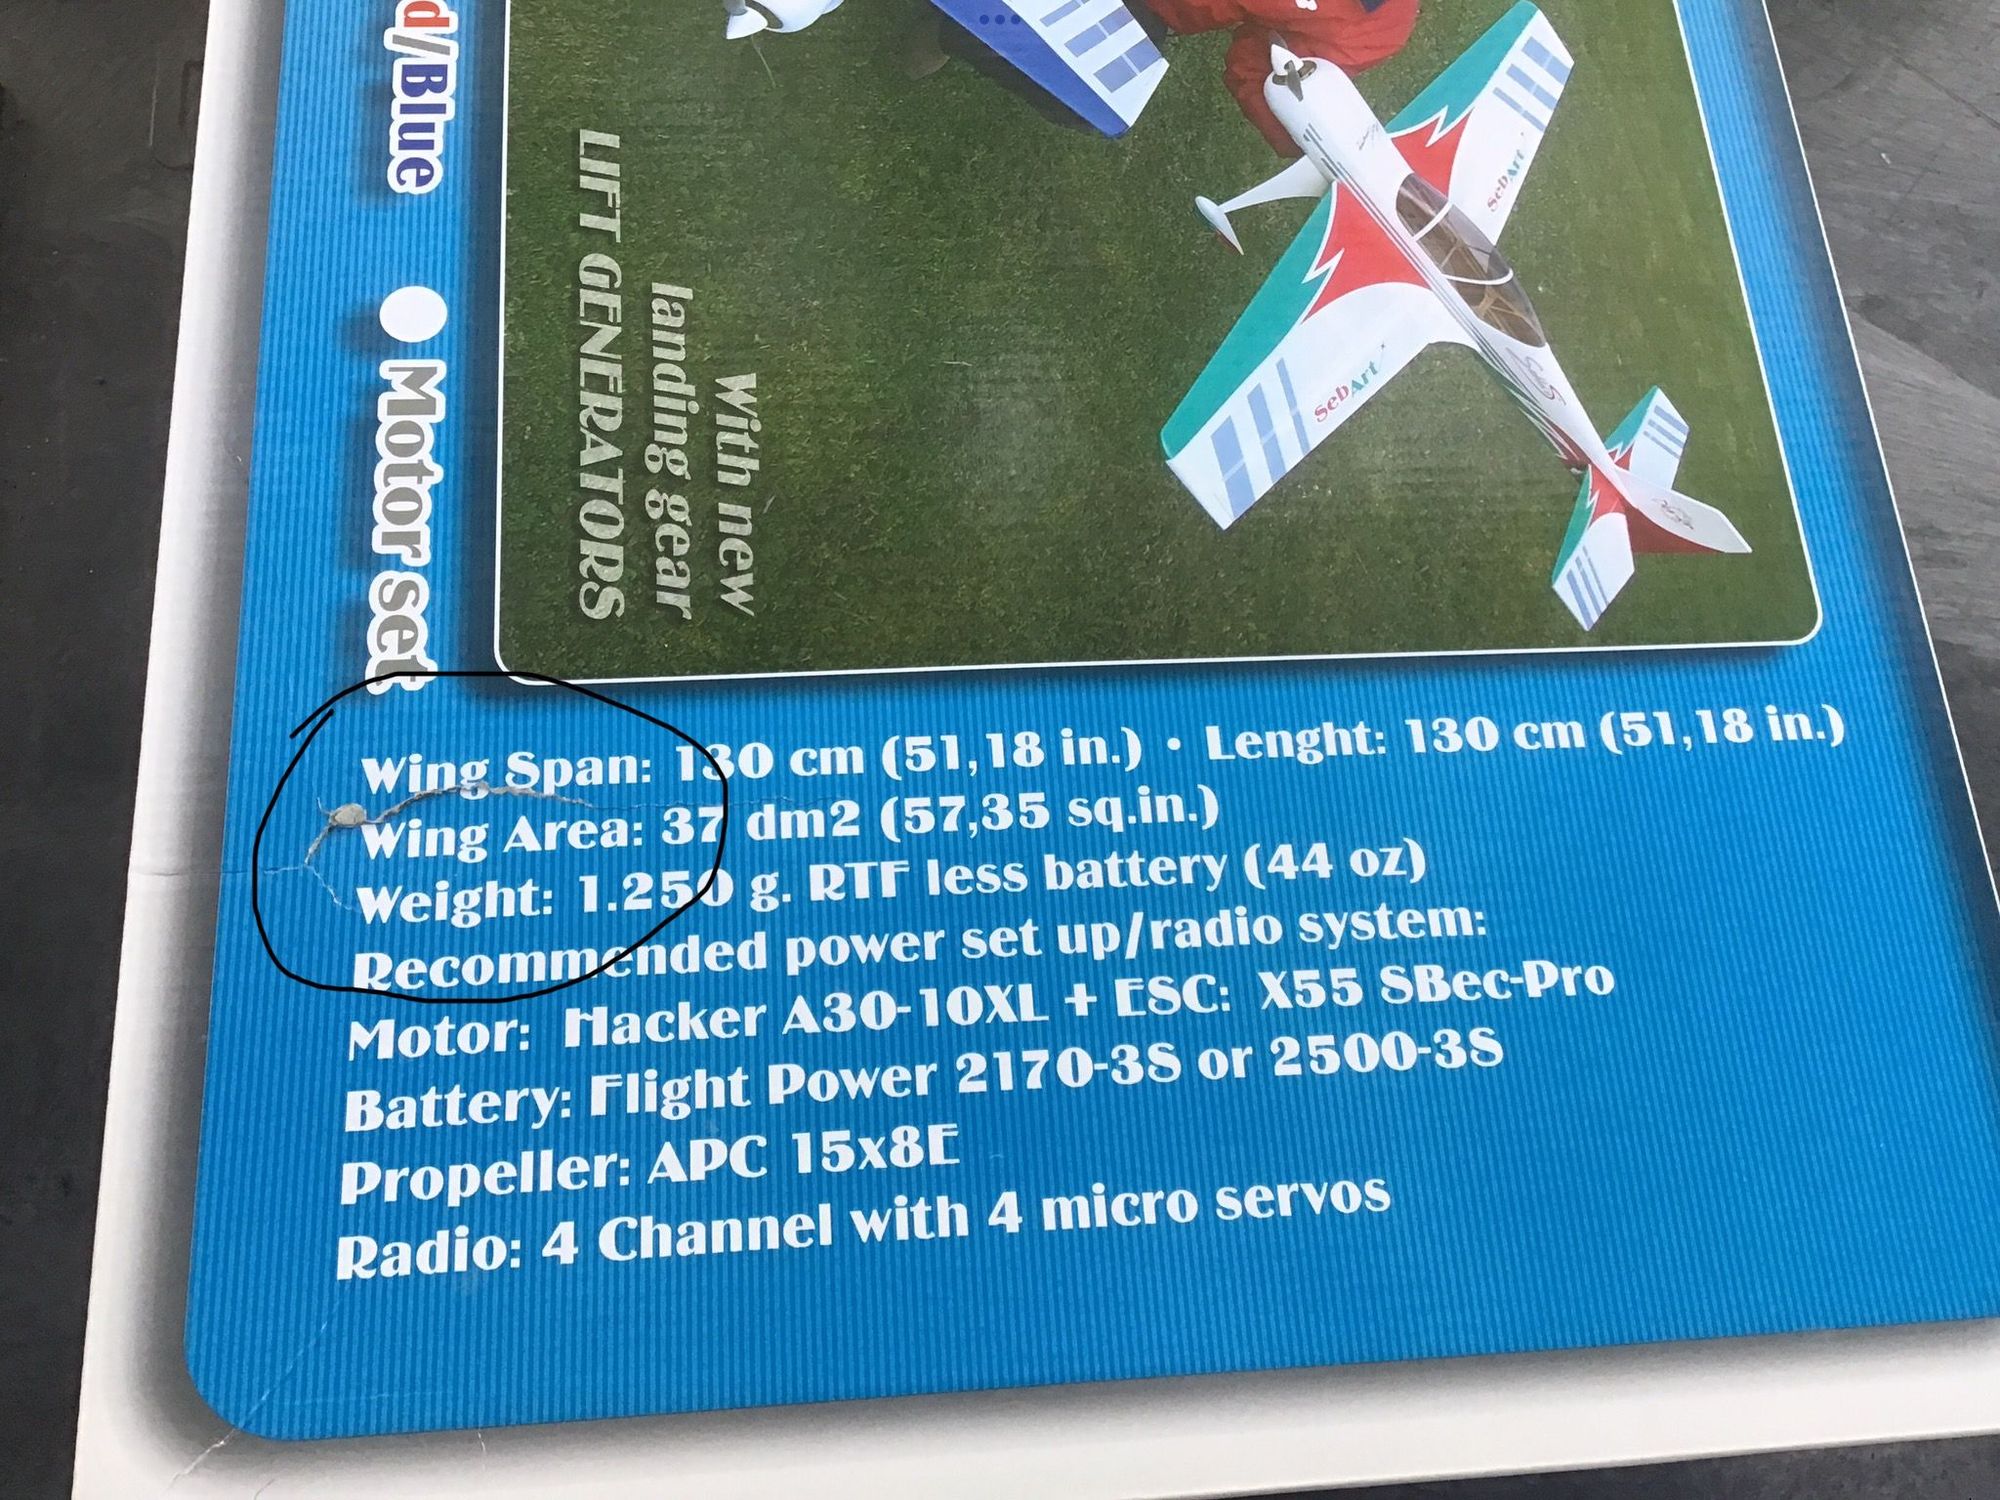 d/Blue
Motor set
With new
landing gear
LIFT GENERATORS
SebArt
SebArt
Wing Span: 130 cm (51,18 in.) • Lenght: 130 cm (51,18 in.)
Wing Area: 37 dm2 (57,35 sq.in.)
Weight: 1.250 g. RTF less battery (44 oz)
Recommended power set up/radio system:
Motor: Hacker A30-10XL + ESC: X55 SBec-Pro
Battery: Flight Power 2170-3S or 2500-3S
Propeller: APC 15x8E
Radio: 4 Channel with 4 micro servos